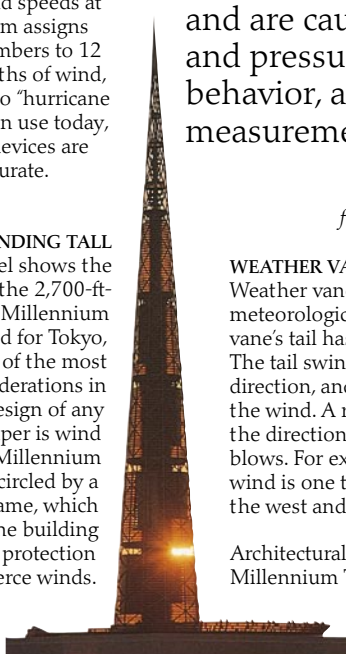 d speeds at
m assigns
mbers to 12
ths of wind,
o “hurricane
n use today,
evices are
urate.
NDING TALL
el shows the
the 2,700-ft-
Millennium
d for Tokyo,
of the most
derations in
esign of any
per is wind
Millennium
circled by a
ame, which
ne building
protection
erce winds.
and are cau
and pressu
behavior, a
measureme
f
WEATHER VA
Weather van
meteorologic
vane’s tail has
The tail swin
direction, and
the wind. A n
the direction
blows. For ex
wind is one t
the west and
Architectural
Millennium T